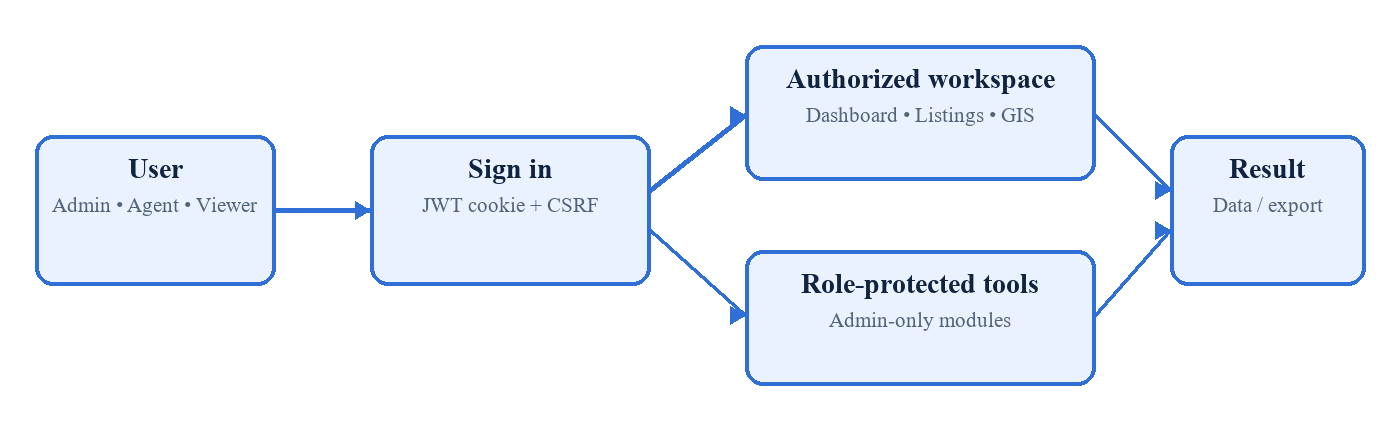 User
Admin • Agent • Viewer
Sign in
JWT cookie + CSRF
Authorized workspace
Dashboard • Listings • GIS
Role-protected tools
Admin-only modules
Result
Data / export